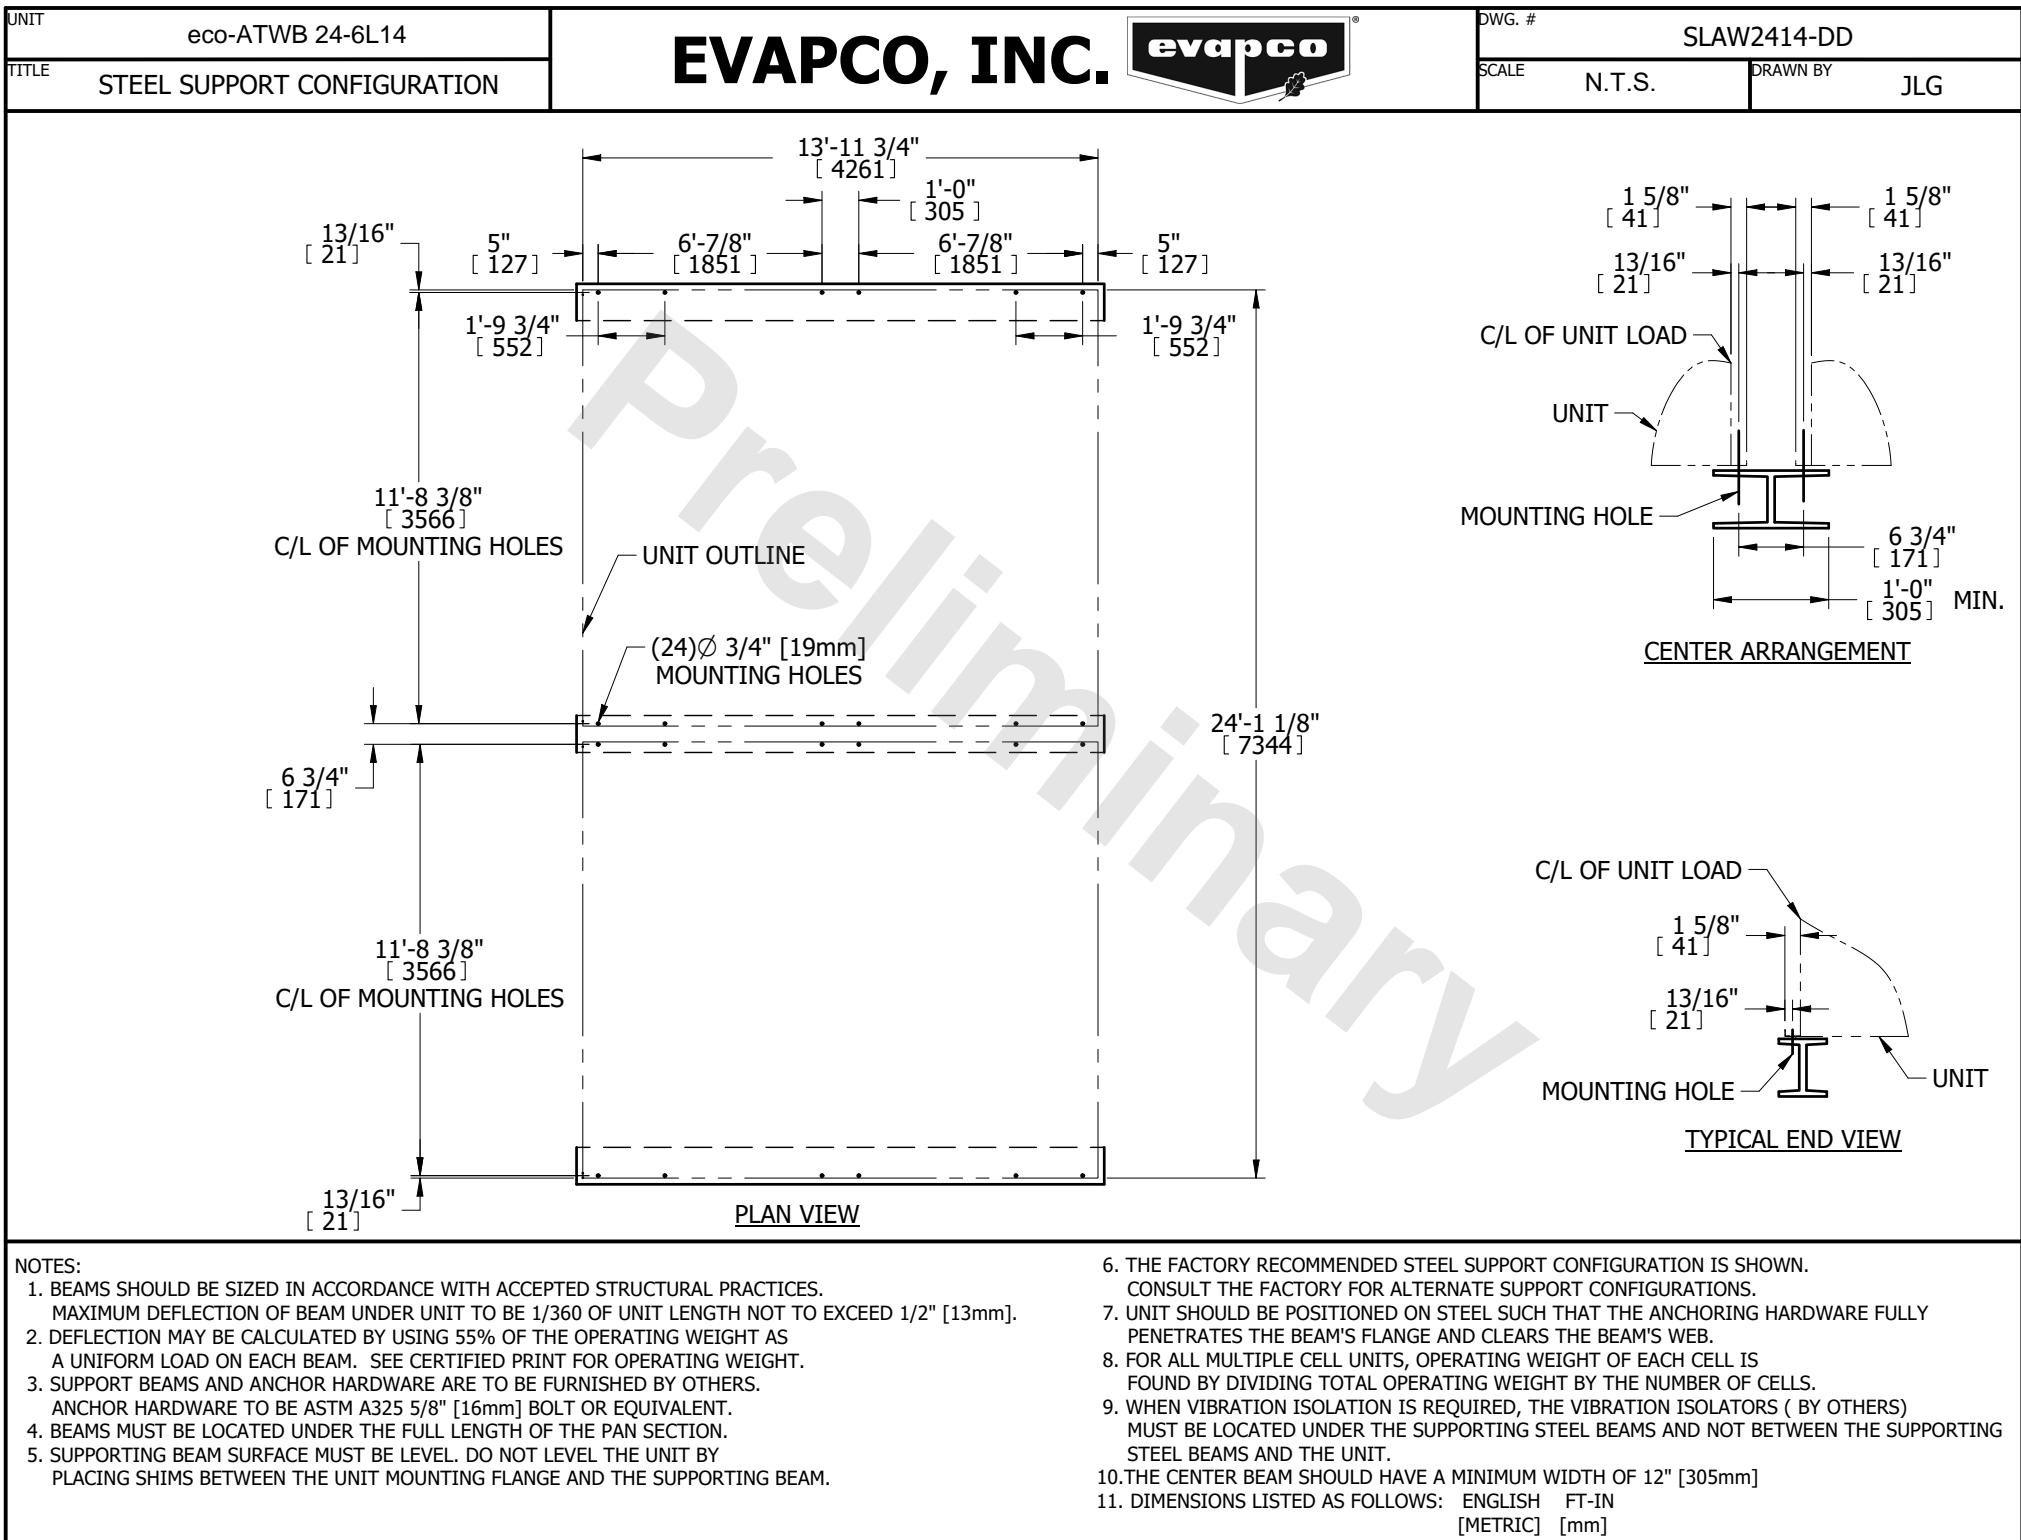 UNIT
eco-ATWB 24-6L14
TITLE
STEEL SUPPORT CONFIGURATION
EVAPCO, INC.
evapco
®
DWG. #
SLAW2414-DD
SCALE
N.T.S.
DRAWN BY
JLG
13'-11 3/4"
[ 4261 ]
1'-0"
[ 305 ]
13/16"
[ 21 ]
5"
[ 127 ]
6'-7/8"
[ 1851 ]
6'-7/8"
[ 1851 ]
5"
[ 127 ]
1'-9 3/4"
[ 552 ]
1'-9 3/4"
[ 552 ]
11'-8 3/8"
[ 3566 ]
C/L OF MOUNTING HOLES
UNIT OUTLINE
(24)∅ 3/4" [19mm]
MOUNTING HOLES
6 3/4"
[ 171 ]
24'-1 1/8"
[ 7344 ]
11'-8 3/8"
[ 3566 ]
C/L OF MOUNTING HOLES
13/16"
[ 21 ]
PLAN VIEW
Preliminary
1 5/8"
[ 41 ]
1 5/8"
[ 41 ]
13/16"
[ 21 ]
13/16"
[ 21 ]
C/L OF UNIT LOAD
UNIT
MOUNTING HOLE
6 3/4"
[ 171 ]
1'-0"
[ 305 ] MIN.
CENTER ARRANGEMENT
C/L OF UNIT LOAD
1 5/8"
[ 41 ]
13/16"
[ 21 ]
MOUNTING HOLE
UNIT
TYPICAL END VIEW
NOTES:
1. BEAMS SHOULD BE SIZED IN ACCORDANCE WITH ACCEPTED STRUCTURAL PRACTICES.
MAXIMUM DEFLECTION OF BEAM UNDER UNIT TO BE 1/360 OF UNIT LENGTH NOT TO EXCEED 1/2" [13mm].
2. DEFLECTION MAY BE CALCULATED BY USING 55% OF THE OPERATING WEIGHT AS
A UNIFORM LOAD ON EACH BEAM. SEE CERTIFIED PRINT FOR OPERATING WEIGHT.
3. SUPPORT BEAMS AND ANCHOR HARDWARE ARE TO BE FURNISHED BY OTHERS.
ANCHOR HARDWARE TO BE ASTM A325 5/8" [16mm] BOLT OR EQUIVALENT.
4. BEAMS MUST BE LOCATED UNDER THE FULL LENGTH OF THE PAN SECTION.
5. SUPPORTING BEAM SURFACE MUST BE LEVEL. DO NOT LEVEL THE UNIT BY
PLACING SHIMS BETWEEN THE UNIT MOUNTING FLANGE AND THE SUPPORTING BEAM.
6. THE FACTORY RECOMMENDED STEEL SUPPORT CONFIGURATION IS SHOWN.
CONSULT THE FACTORY FOR ALTERNATE SUPPORT CONFIGURATIONS.
7. UNIT SHOULD BE POSITIONED ON STEEL SUCH THAT THE ANCHORING HARDWARE FULLY
PENETRATES THE BEAM'S FLANGE AND CLEARS THE BEAM'S WEB.
8. FOR ALL MULTIPLE CELL UNITS, OPERATING WEIGHT OF EACH CELL IS
FOUND BY DIVIDING TOTAL OPERATING WEIGHT BY THE NUMBER OF CELLS.
9. WHEN VIBRATION ISOLATION IS REQUIRED, THE VIBRATION ISOLATORS ( BY OTHERS)
MUST BE LOCATED UNDER THE SUPPORTING STEEL BEAMS AND NOT BETWEEN THE SUPPORTING
STEEL BEAMS AND THE UNIT.
10.THE CENTER BEAM SHOULD HAVE A MINIMUM WIDTH OF 12" [305mm]
11. DIMENSIONS LISTED AS FOLLOWS: ENGLISH FT-IN
[METRIC] [mm]